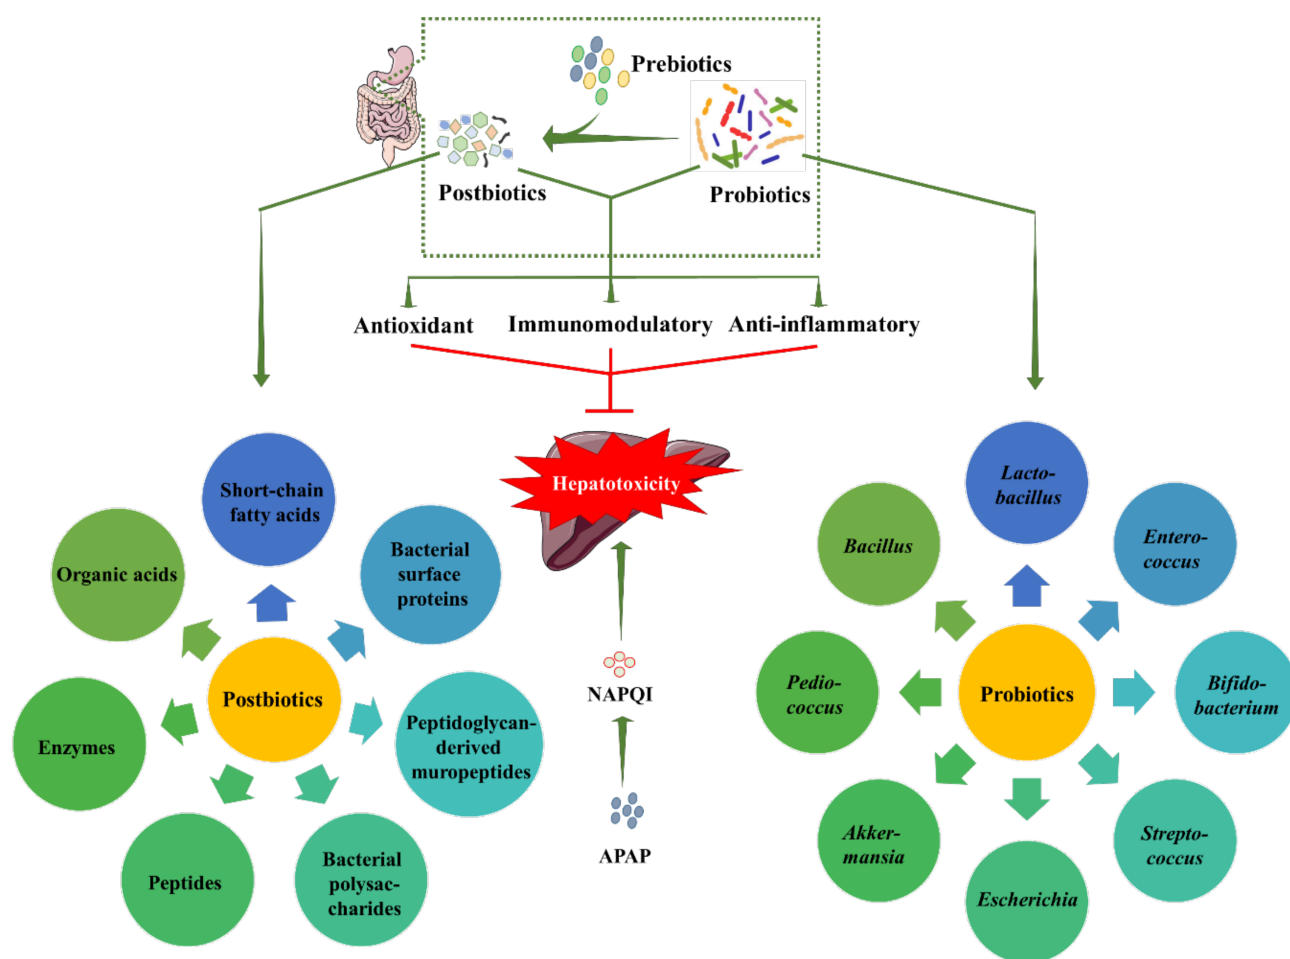 Prebiotics
Postbiotics
Probiotics
Antioxidant
Immunomodulatory
Anti-inflammatory
Hepatotoxicity
NAPQI
APAP
Postbiotics
Short-chain
fatty acids
Bacterial
surface
proteins
Peptidoglycan-
derived
muropeptides
Bacterial
polysac-
charides
Peptides
Enzymes
Organic acids
Probiotics
Lacto-
bacillus
Entero-
coccus
Bifido-
bacterium
Strepto-
coccus
Escherichia
Akker-
mansia
Pedio-
coccus
Bacillus